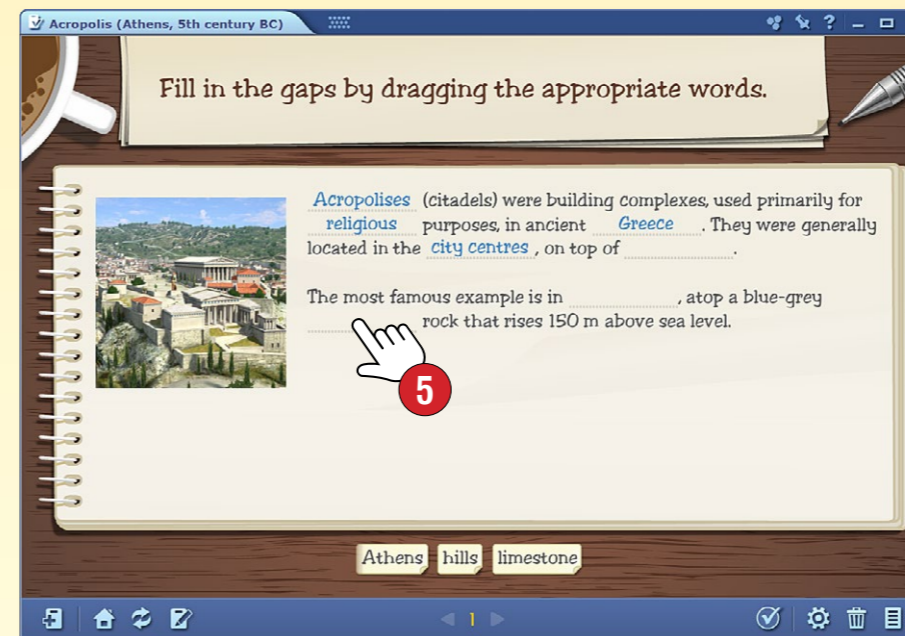 Acropolis (Athens, 5th century BC)
?
Fill in the gaps by dragging the appropriate words.
Acropolises (citadels) were building complexes, used primarily for
religious purposes, in ancient Greece . They were generally
located in the city centres , on top of .
The most famous example is in , atop a blue-grey
rock that rises 150 m above sea level.
5
Athens hills limestone
1